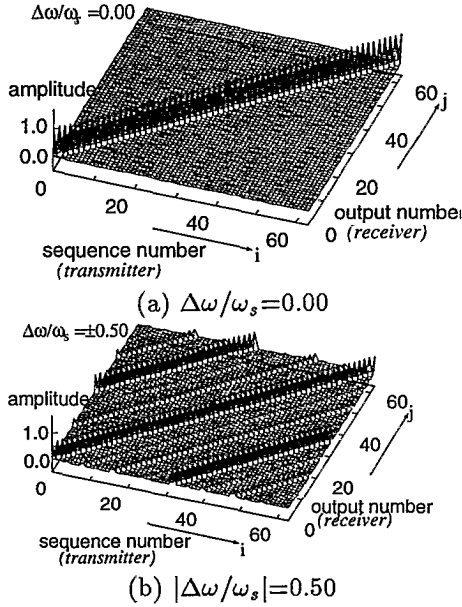 Δω/ωs =0.00
amplitude
1.0
0.0
0
20
40
60
sequence number
(transmitter)
i
0
20
40
60
j
output number
(receiver)
(a) Δω/ωs=0.00
Δω/ωs =±0.50
amplitude
1.0
0.0
0
20
40
60
sequence number
(transmitter)
i
0
20
40
60
j
output number
(receiver)
(b) |Δω/ωs|=0.50